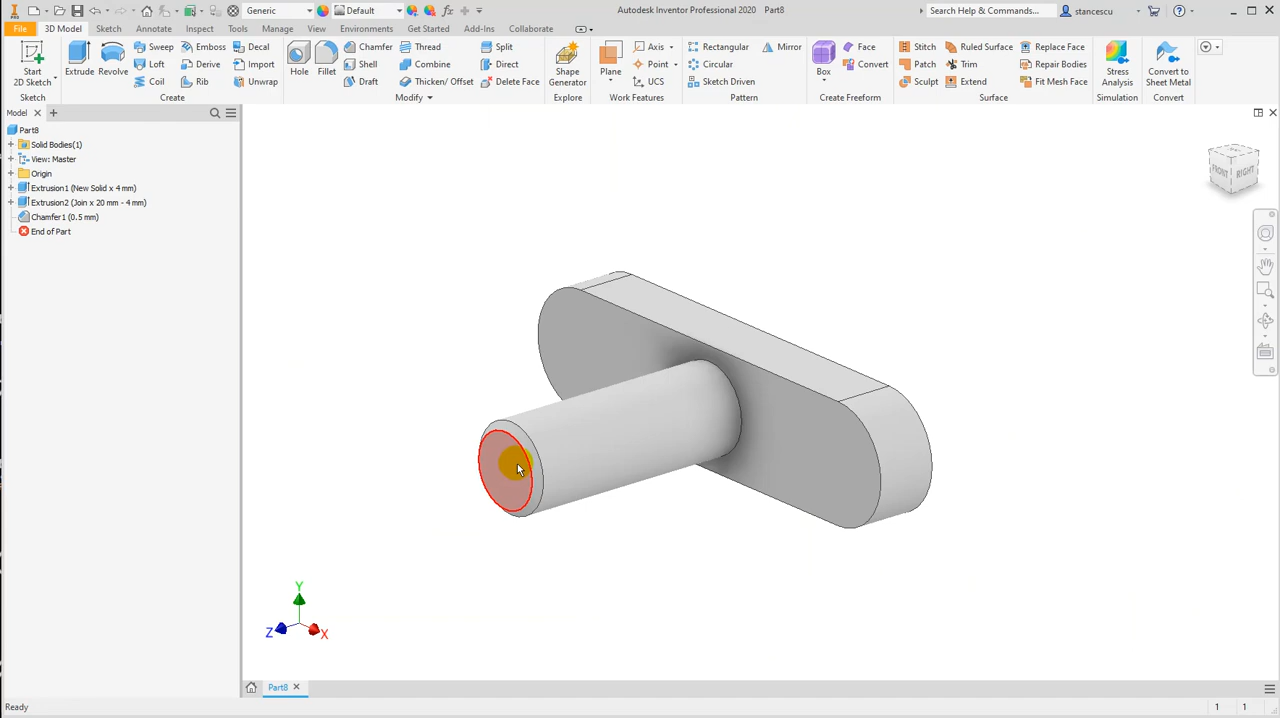 Generic
Default
Autodesk Inventor Professional 2020 Part8
Search Help & Commands...
stancescu
File
3D Model
Sketch
Annotate
Inspect
Tools
Manage
View
Environments
Get Started
Add-Ins
Collaborate
Start
2D Sketch
Sketch
Extrude
Revolve
Sweep
Emboss
Decal
Loft
Derive
Import
Coil
Rib
Unwrap
Create
Hole
Fillet
Chamfer
Thread
Split
Shell
Combine
Direct
Draft
Thicken/ Offset
Delete Face
Modify
Shape
Generator
Explore
Plane
Axis
Point
UCS
Work Features
Rectangular
Mirror
Circular
Sketch Driven
Pattern
Box
Face
Convert
Create Freeform
Stitch
Ruled Surface
Replace Face
Patch
Trim
Repair Bodies
Sculpt
Extend
Fit Mesh Face
Surface
Stress
Analysis
Simulation
Convert to
Sheet Metal
Convert
Model
Part8
Solid Bodies(1)
View: Master
Origin
Extrusion1 (New Solid x 4 mm)
Extrusion2 (Join x 20 mm - 4 mm)
Chamfer1 (0.5 mm)
End of Part
FRONT
RIGHT
Y
Z
X
Part8
Ready
1 1